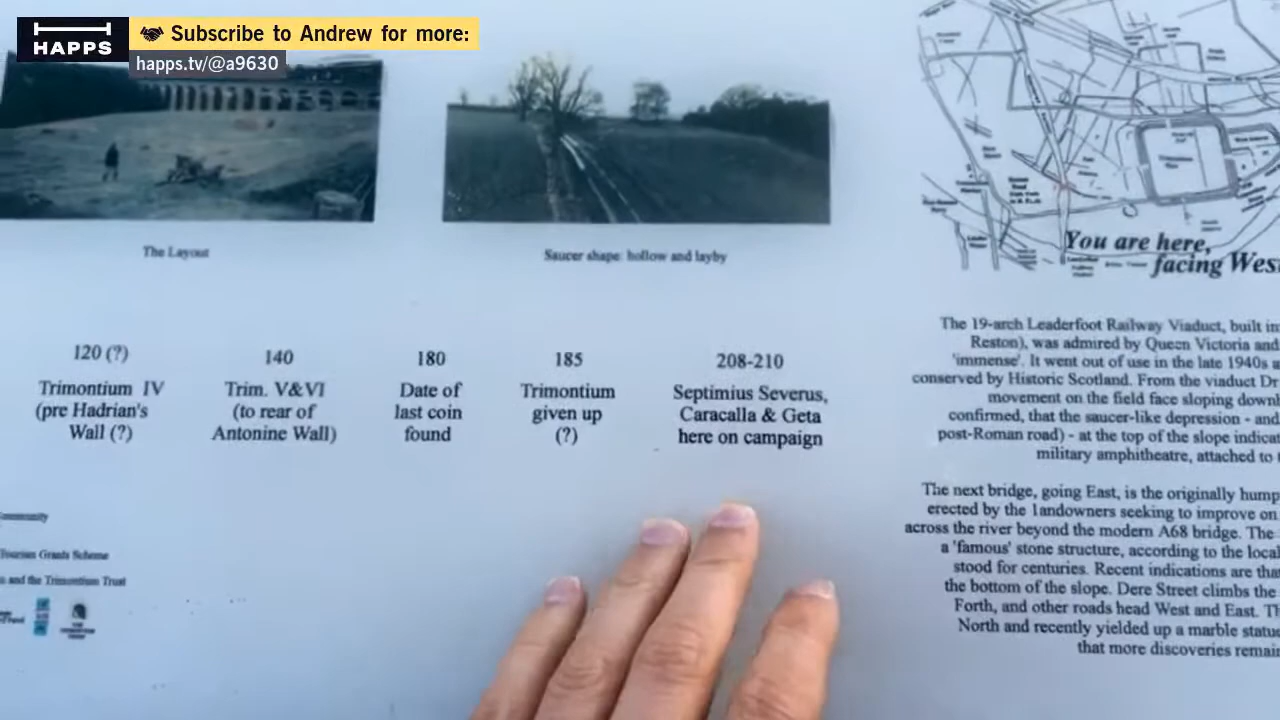 HAPPS
Subscribe to Andrew for more:
happs.tv/@a9630
The Layout
Saucer shape: hollow and layby
You are here,
facing Wes
120 (?)
Trimontium IV
(pre Hadrian's
Wall (?)
140
Trim. V&VI
(to rear of
Antonine Wall)
180
Date of
last coin
found
185
Trimontium
given up
(?)
208-210
Septimius Severus,
Caracalla & Geta
here on campaign
The 19-arch Leaderfoot Railway Viaduct, built in
Reston), was admired by Queen Victoria and
'immense'. It went out of use in the late 1940s a
conserved by Historic Scotland. From the viaduct Dr
movement on the field face sloping down
confirmed, that the saucer-like depression - and
post-Roman road) - at the top of the slope indicat
military amphitheatre, attached to
The next bridge, going East, is the originally hump
erected by the landowners seeking to improve on
across the river beyond the modern A68 bridge. The
a 'famous' stone structure, according to the local
stood for centuries. Recent indications are that
the bottom of the slope. Dere Street climbs the
Forth, and other roads head West and East. Th
North and recently yielded up a marble statue
that more discoveries remain
ommunity
Tourism Grants Scheme
and the Trimontium Trust